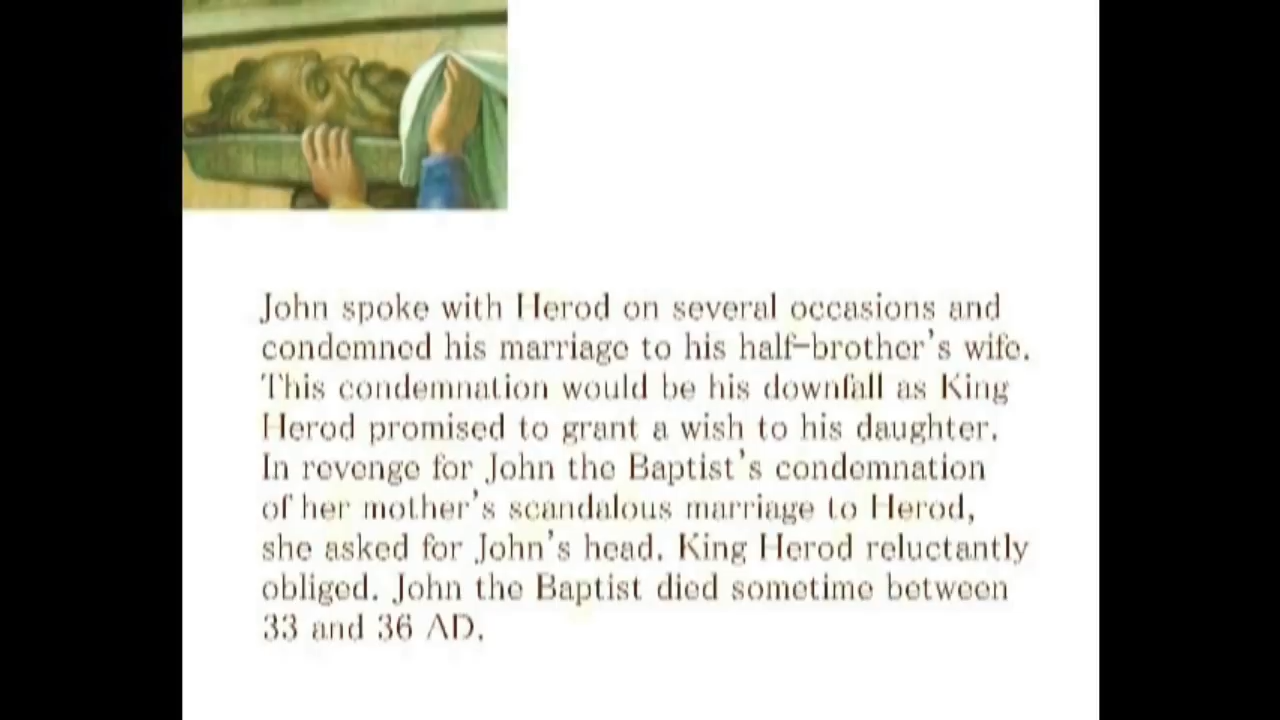 John spoke with Herod on several occasions and
condemned his marriage to his half-brother's wife.
This condemnation would be his downfall as King
Herod promised to grant a wish to his daughter.
In revenge for John the Baptist's condemnation
of her mother's scandalous marriage to Herod,
she asked for John's head. King Herod reluctantly
obliged. John the Baptist died sometime between
33 and 36 AD.